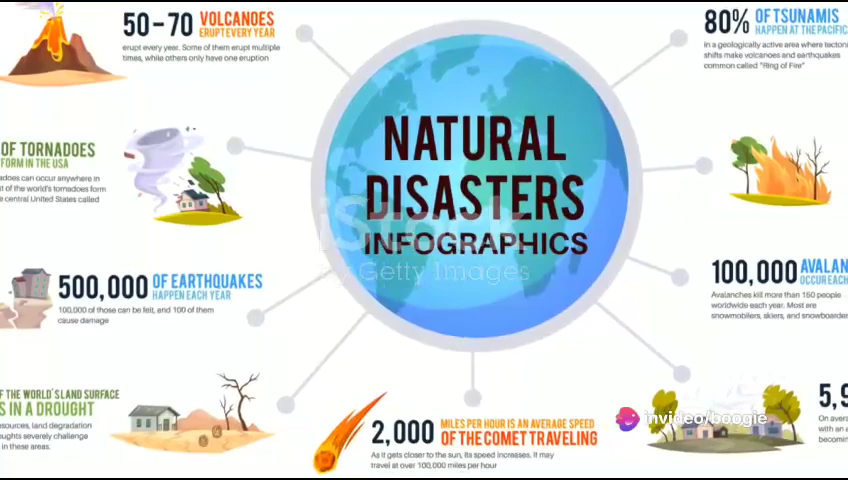 50-70 VOLCANOES
ERUPT EVERY YEAR
erupt every year. Some of them erupt multiple
times, while others only have one eruption
80% OF TSUNAMIS
HAPPEN AT THE PACIFIC
In a geologically active area where tectoni
shifts make volcanoes and earthquakes
common called "Ring of Fire"
NATURAL
DISASTERS
INFOGRAPHICS
iStock
by Getty Images
OF TORNADOES
FORM IN THE USA
adoes can occur anywhere in
t of the world's tornadoes form
e central United States called
500,000 OF EARTHQUAKES
HAPPEN EACH YEAR
100,000 of those can be felt, and 100 of them
cause damage
100,000 AVALAN
OCCUR EACH
Avalanches kill more than 150 people
worldwide each year. Most are
snowmobilers, skiers, and snowboarder
OF THE WORLD'S LAND SURFACE
S IN A DROUGHT
esources, land degradation
ughts severely challenge
in these areas.
2,000 MILES PER HOUR IS AN AVERAGE SPEED
OF THE COMET TRAVELING
As it gets closer to the sun, its speed increases. It may
travel at over 100,000 miles per hour
5,9
On avera
with an a
becomin
invideo/boogie